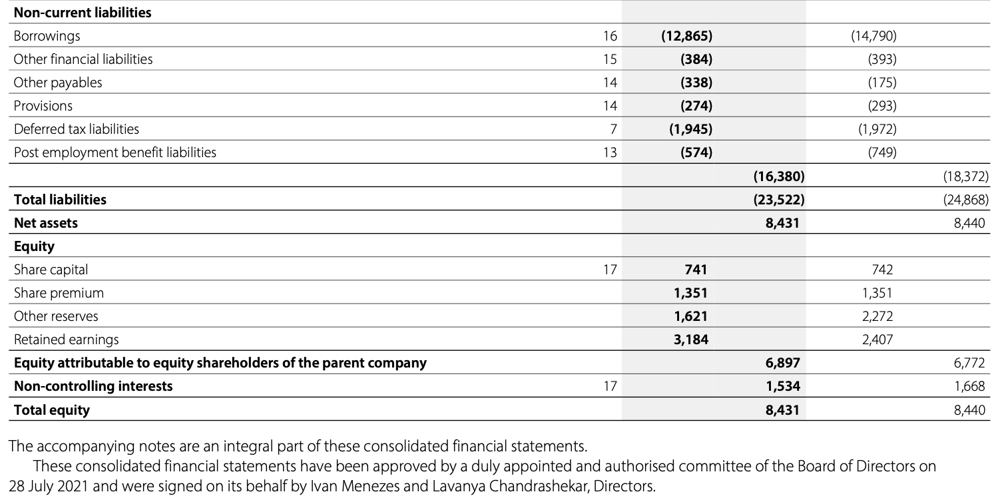 Non-current liabilities
Borrowings 16 (12,865) (14,790)
Other financial liabilities 15 (384) (393)
Other payables 14 (338) (175)
Provisions 14 (274) (293)
Deferred tax liabilities 7 (1,945) (1,972)
Post employment benefit liabilities 13 (574) (749)
(16,380) (18,372)
Total liabilities (23,522) (24,868)
Net assets 8,431 8,440
Equity
Share capital 17 741 742
Share premium 1,351 1,351
Other reserves 1,621 2,272
Retained earnings 3,184 2,407
Equity attributable to equity shareholders of the parent company 6,897 6,772
Non-controlling interests 17 1,534 1,668
Total equity 8,431 8,440
The accompanying notes are an integral part of these consolidated financial statements.
These consolidated financial statements have been approved by a duly appointed and authorised committee of the Board of Directors on
28 July 2021 and were signed on its behalf by Ivan Menezes and Lavanya Chandrashekar, Directors.